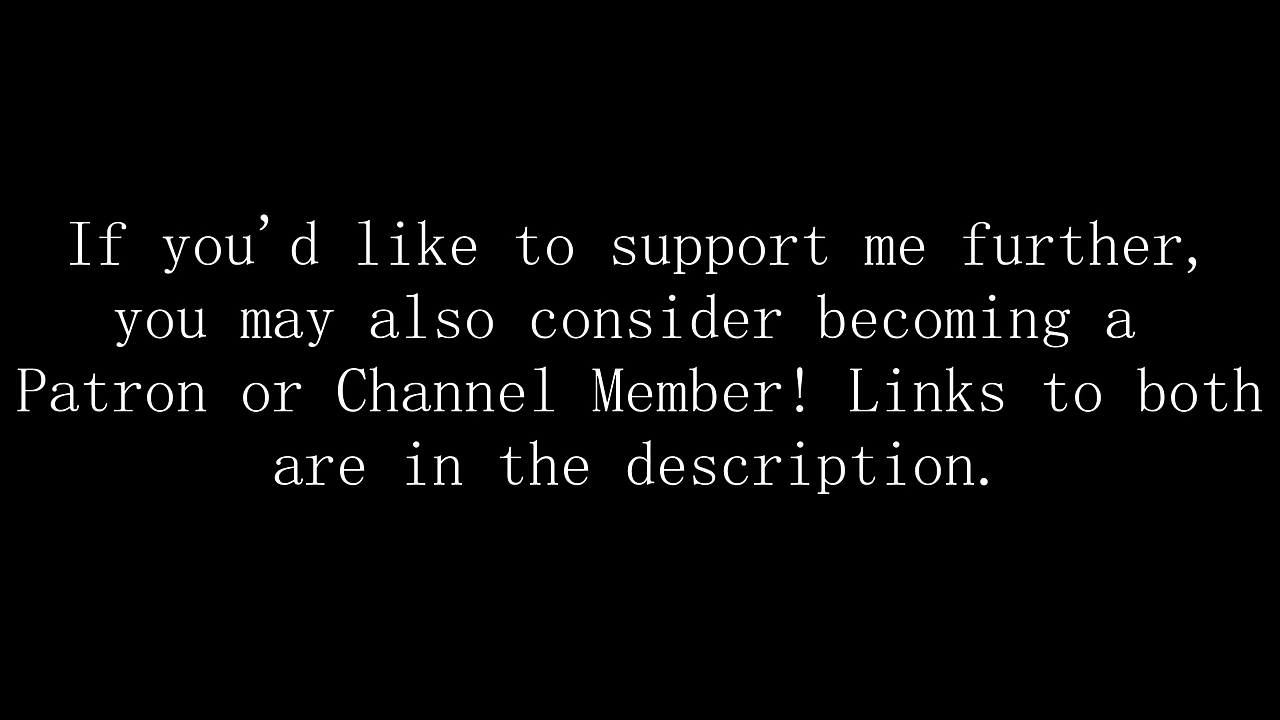 If you'd like to support me further,
you may also consider becoming a
Patron or Channel Member! Links to both
are in the description.